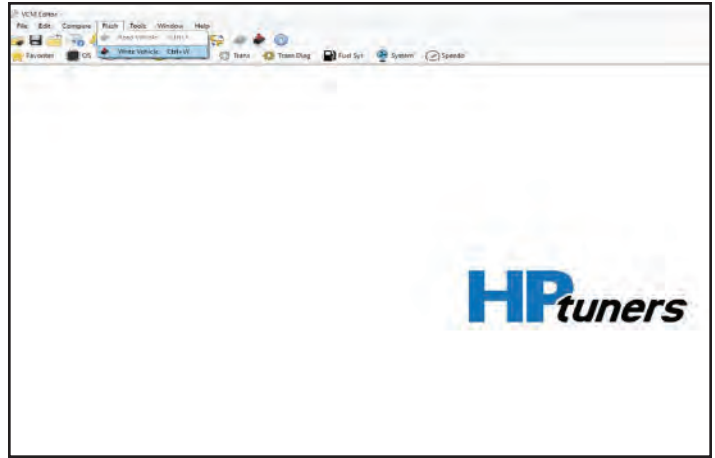 VCM Editor
File Edit Compare Flash Tools Window Help
Read Vehicle
Write Vehicle Ctrl+W
Favorites OS Trans Trans Diag Fuel Sys System Speedo
HPtuners